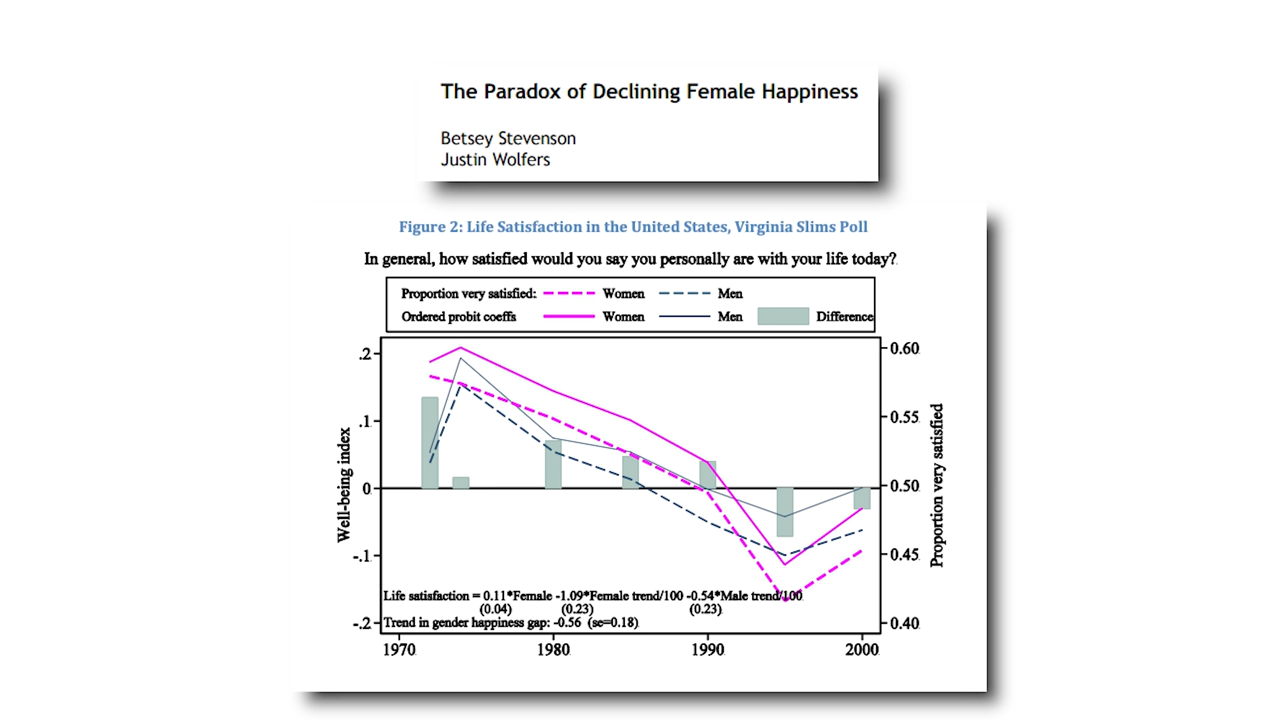 The Paradox of Declining Female Happiness
Betsey Stevenson
Justin Wolfers
Figure 2: Life Satisfaction in the United States, Virginia Slims Poll
In general, how satisfied would you say you personally are with your life today?
Proportion very satisfied: Women Men
Ordered probit coeffs Women Men Difference
.2 0.60
.1 0.55
0 0.50
-.1 0.45
-.2 0.40
Well-being index
Proportion very satisfied
Life satisfaction = 0.11*Female -1.09*Female trend/100 -0.54*Male trend/100
(0.04) (0.23) (0.23)
Trend in gender happiness gap: -0.56 (se=0.18)
1970 1980 1990 2000